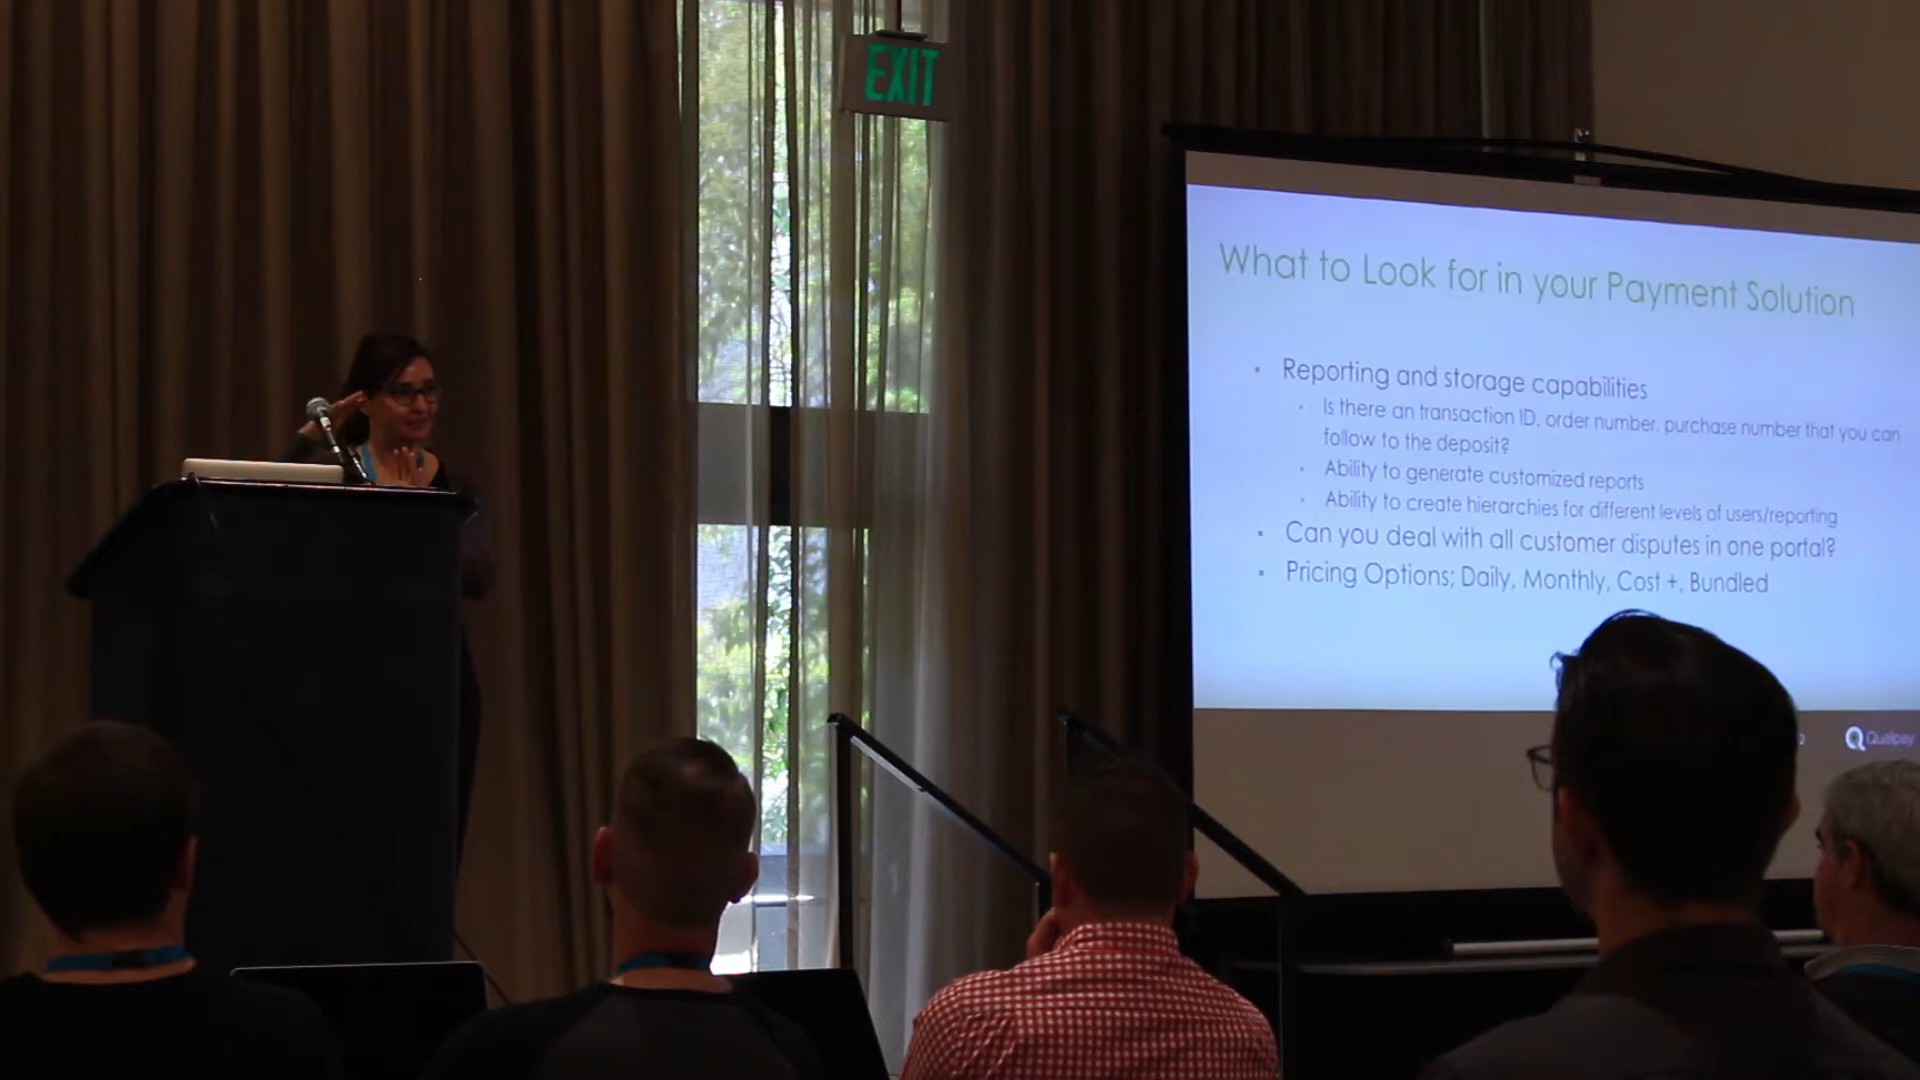 EXIT
What to Look for in your Payment Solution
Reporting and storage capabilities
Is there an transaction ID, order number, purchase number that you can
follow to the deposit?
Ability to generate customized reports
Ability to create hierarchies for different levels of users/reporting
Can you deal with all customer disputes in one portal?
Pricing Options; Daily, Monthly, Cost +, Bundled
2
Qualpay